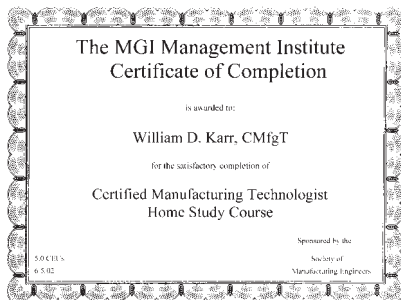 The MGI Management Institute
Certificate of Completion
is awarded to:
William D. Karr, CMfgT
for the satisfactory completion of
Certified Manufacturing Technologist
Home Study Course
Sponsored by the
5.0 CEU's
Society of
6.5.02
Manufacturing Engineers